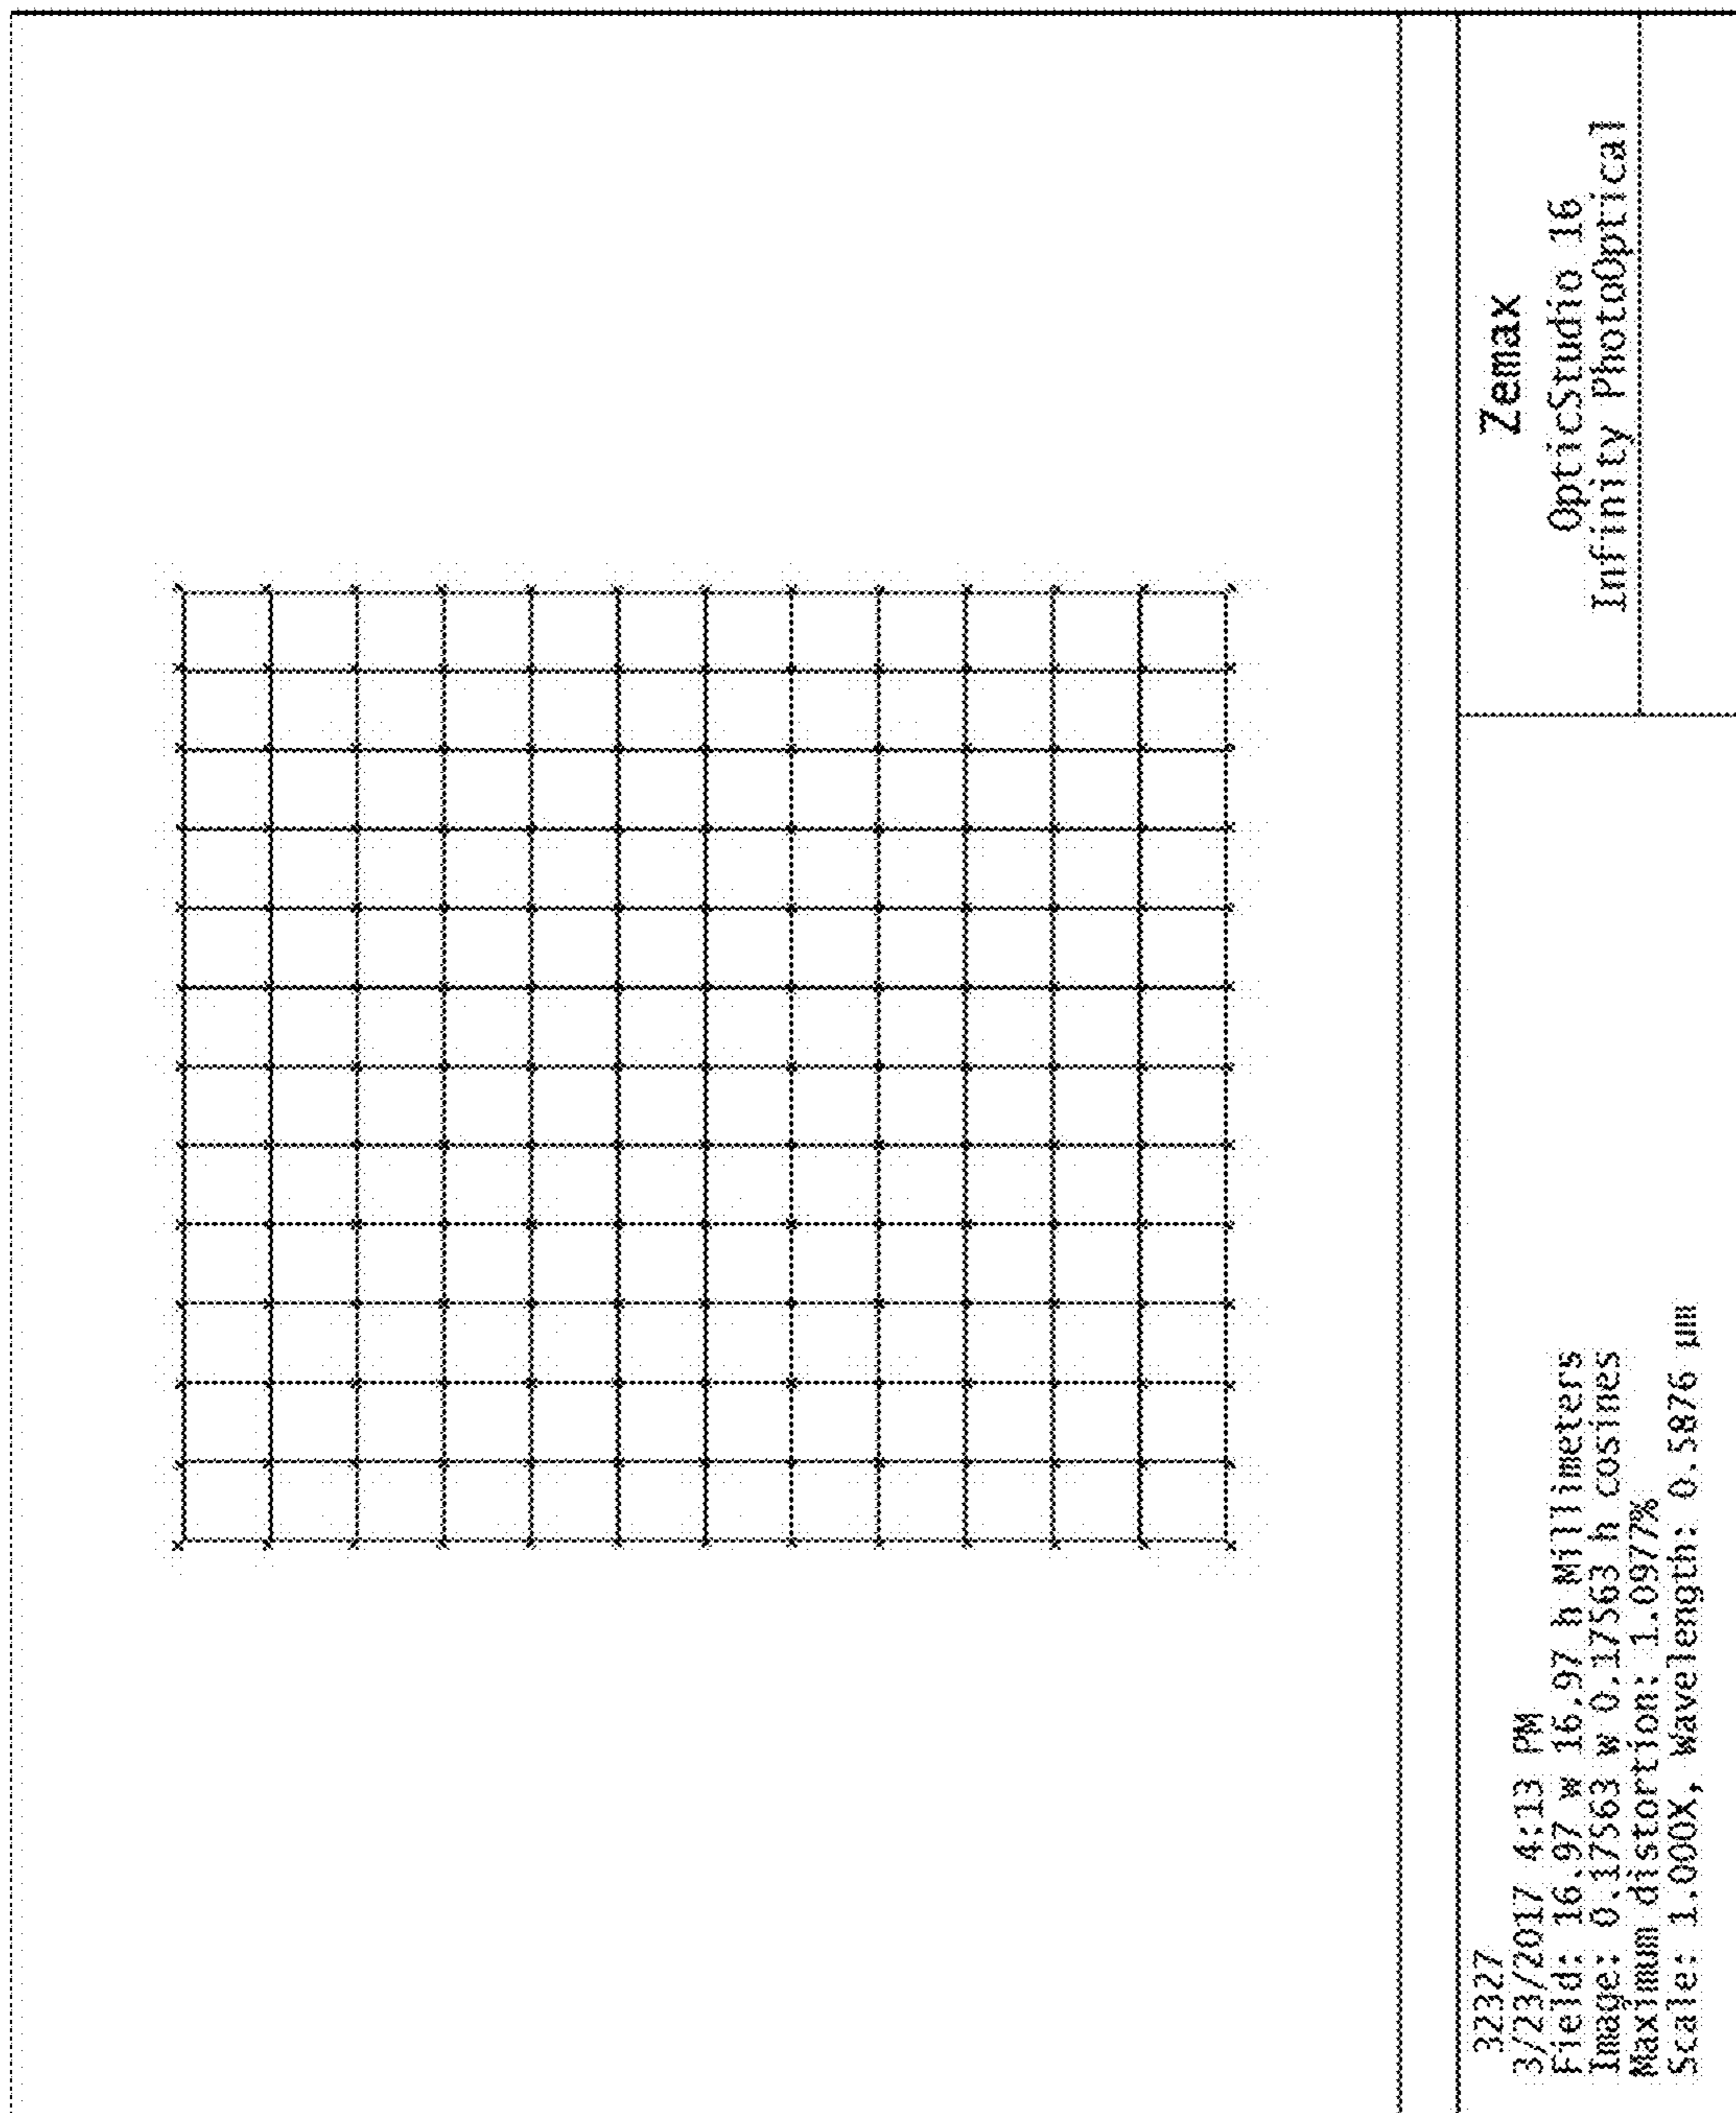 32327
3/23/2017 4:13 PM
Field: 16.97 w 16.97 h Millimeters
Image: 0.17563 w 0.17563 h cosines
Maximum distortion: 1.0977%
Scale: 1.000X, Wavelength: 0.5876 µm
Zemax
OpticStudio 16
Infinity PhotoOptical